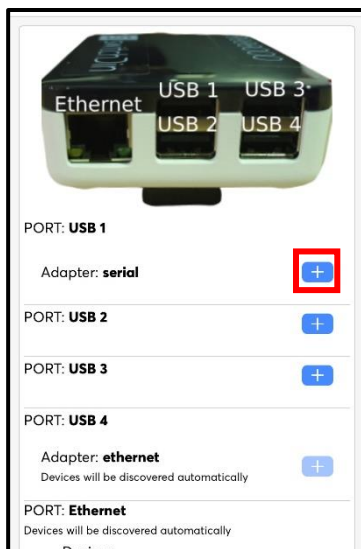 Ethernet
USB 1
USB 3
USB 2
USB 4
PORT: USB 1
Adapter: serial
+
PORT: USB 2
+
PORT: USB 3
+
PORT: USB 4
Adapter: ethernet
Devices will be discovered automatically
+
PORT: Ethernet
Devices will be discovered automatically